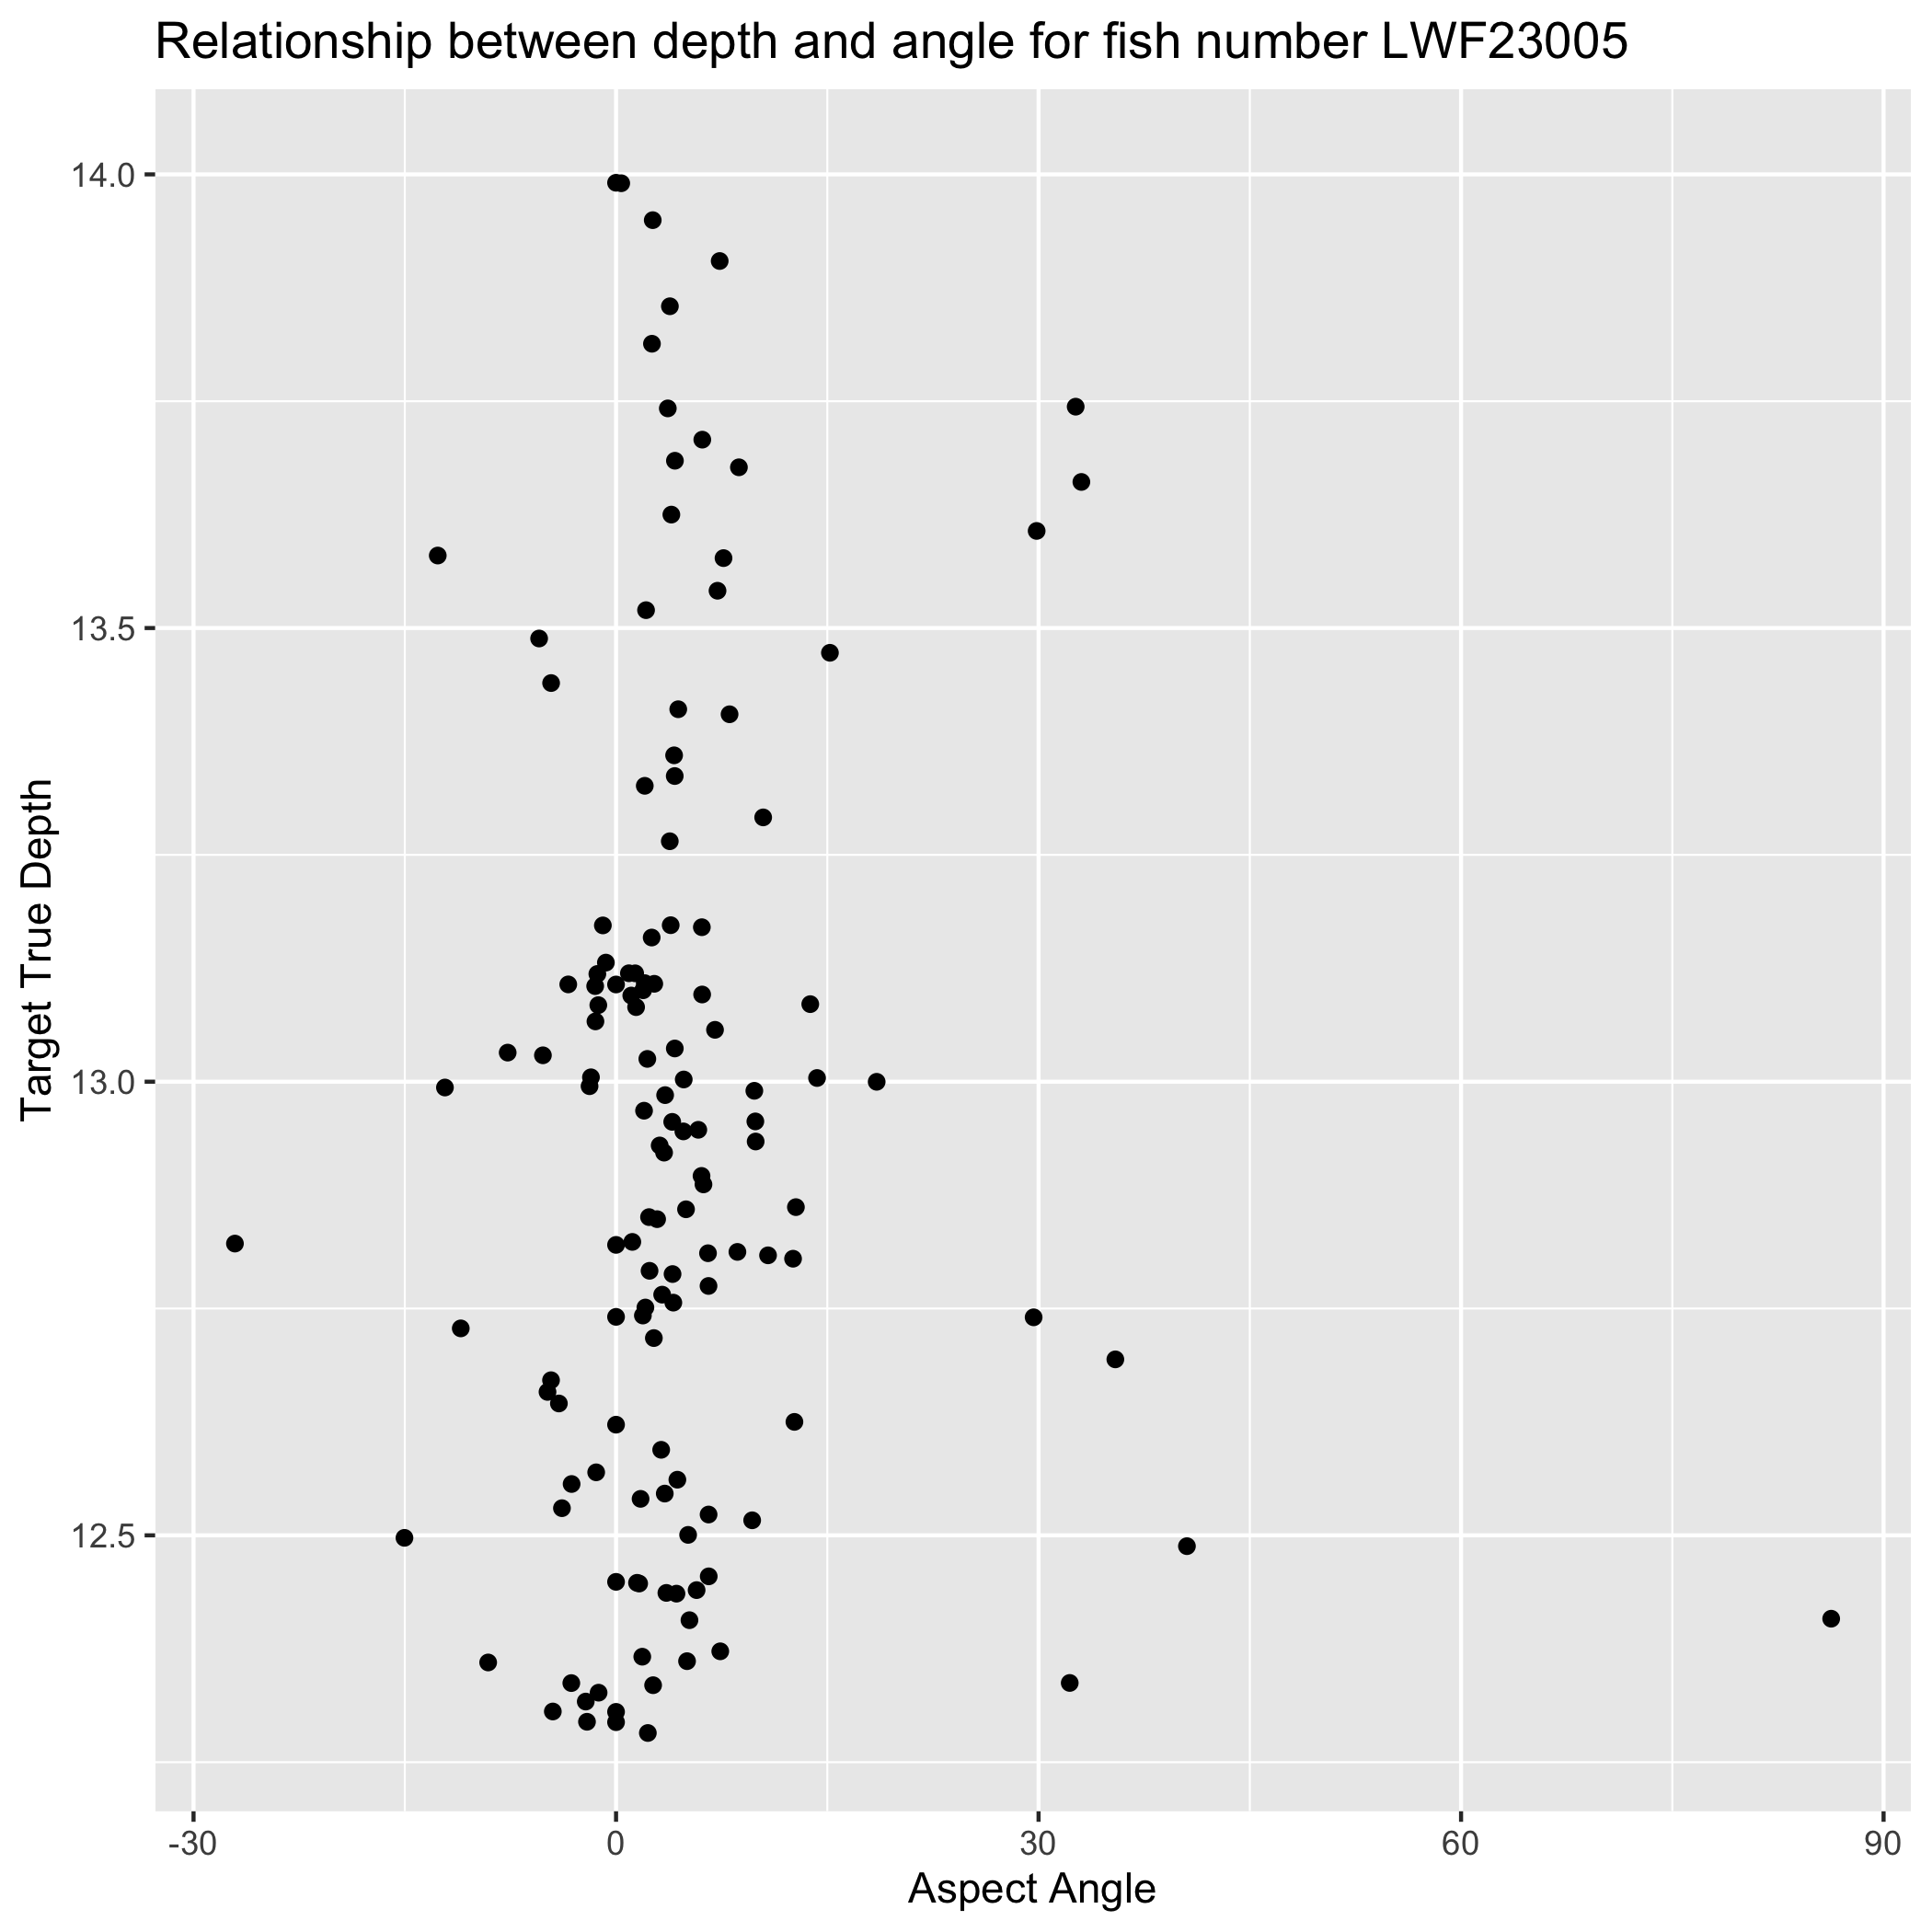 Relationship between depth and angle for fish number LWF23005
14.0
13.5
13.0
12.5
Target True Depth
-30 0 30 60 90
Aspect Angle